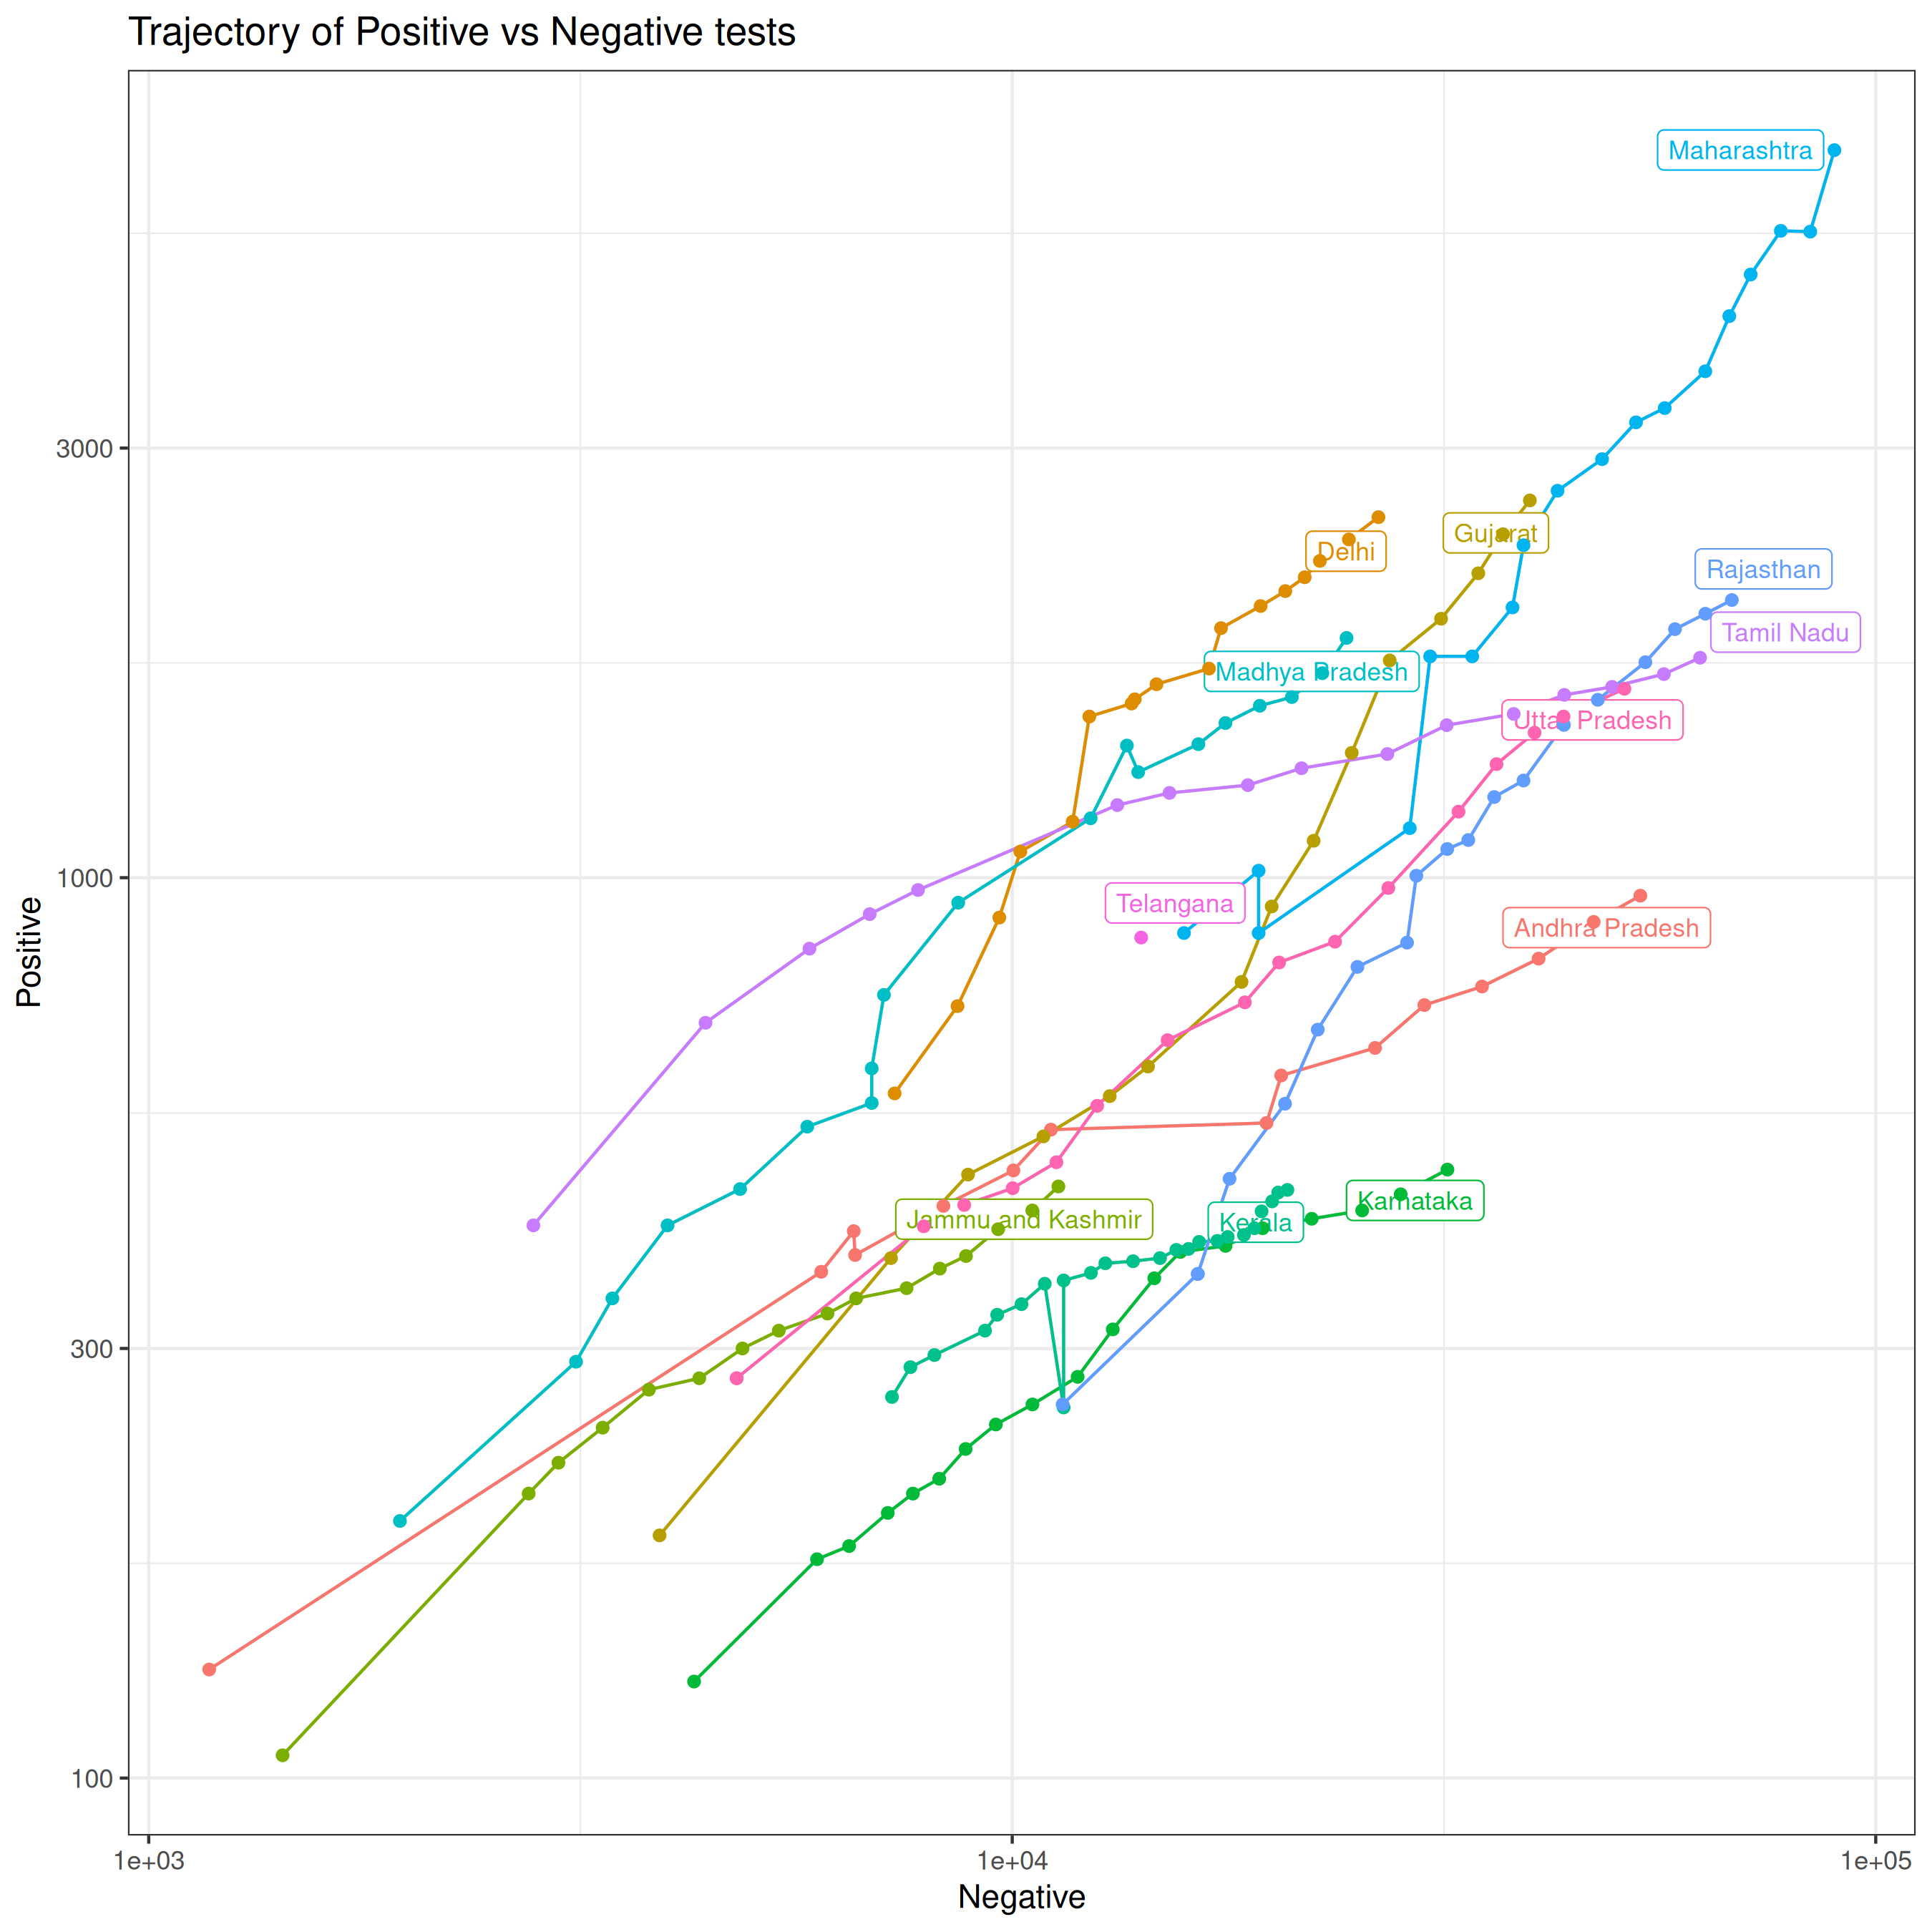 Trajectory of Positive vs Negative tests
Maharashtra
3000
Gujarat
Delhi
Rajasthan
Tamil Nadu
Madhya Pradesh
Uttar Pradesh
1000
Telangana
Andhra Pradesh
Positive
Karnataka
Jammu and Kashmir
Kerala
300
100
1e+03
1e+04
1e+05
Negative